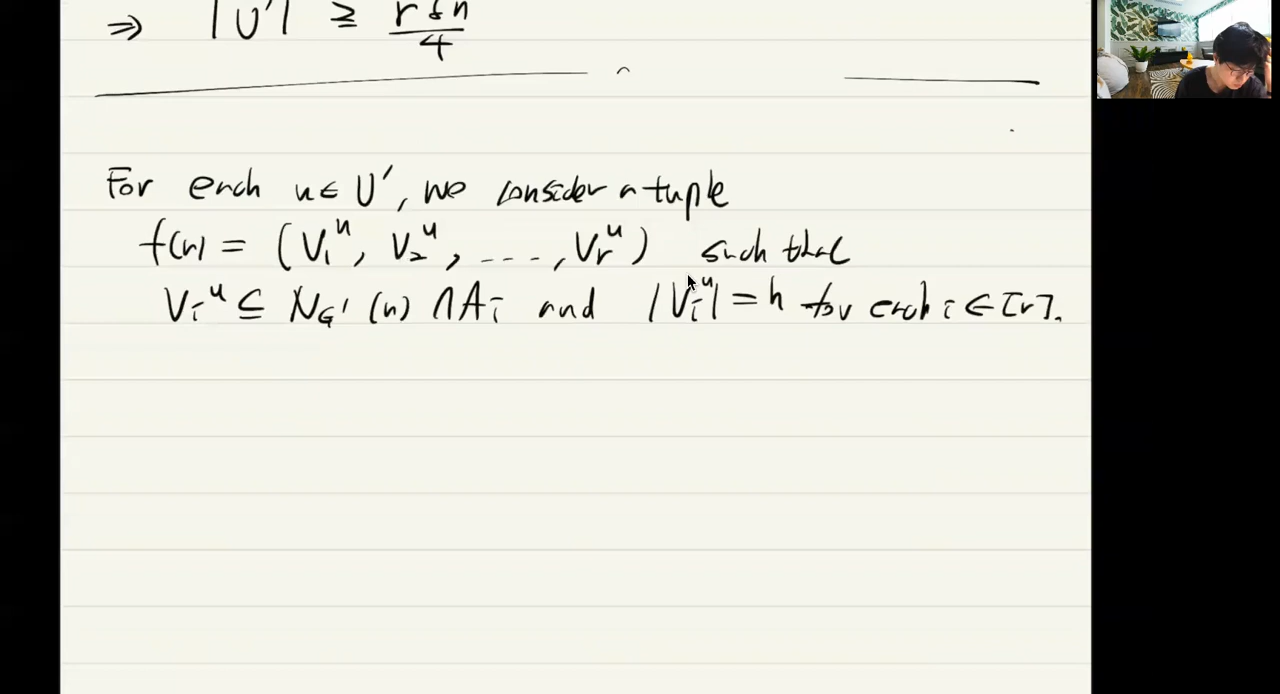 ⇒ |U'| ≥ rδn/4
For each u ∈ U', we consider a tuple
f(u) = (V₁ᵘ, V₂ᵘ, ..., Vᵣᵘ) such that
Vᵢᵘ ⊆ N_G'(u) ∩ Aᵢ and |Vᵢᵘ| = h for each i ∈ [r].